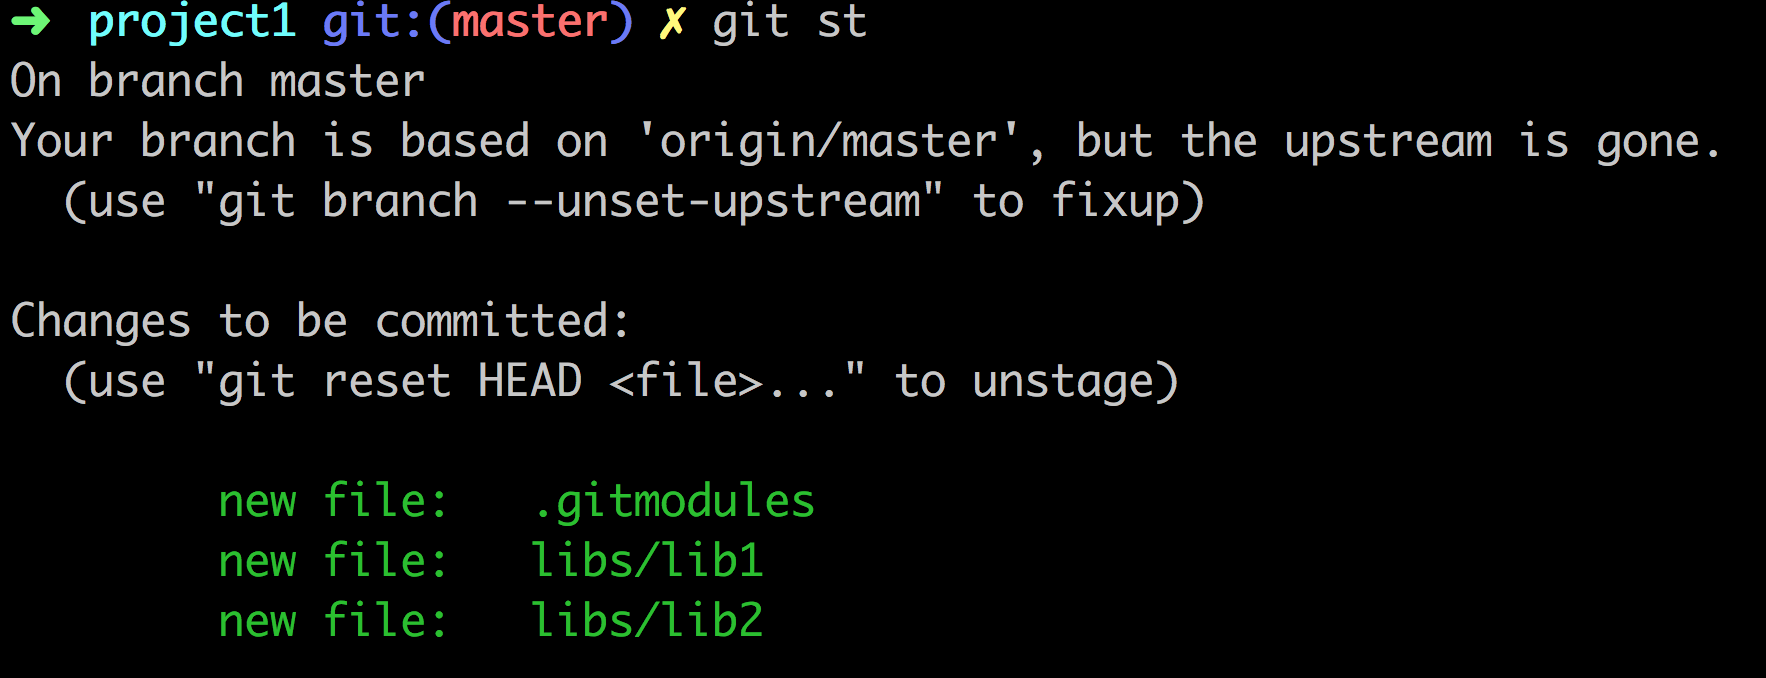 ➜ project1 git:(master) ✗ git st
On branch master
Your branch is based on 'origin/master', but the upstream is gone.
  (use "git branch --unset-upstream" to fixup)
Changes to be committed:
  (use "git reset HEAD <file>..." to unstage)
        new file:   .gitmodules
        new file:   libs/lib1
        new file:   libs/lib2